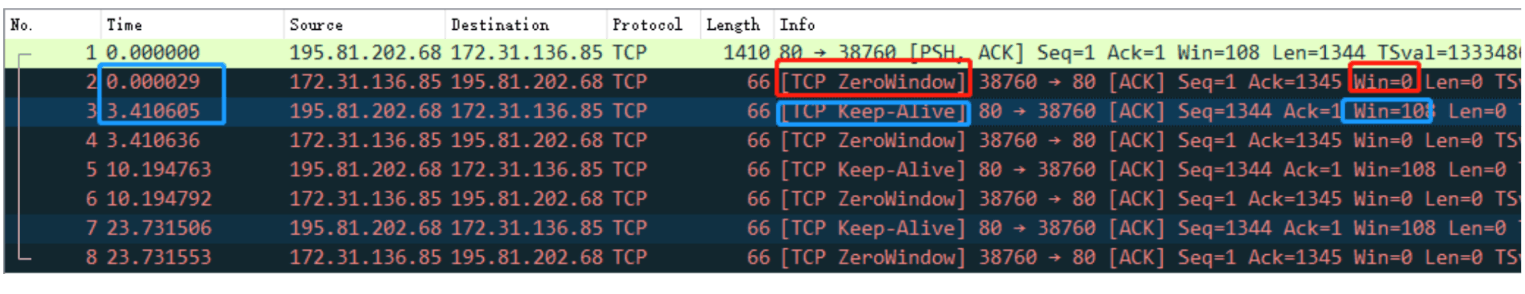 No. Time Source Destination Protocol Length Info
1 0.000000 195.81.202.68 172.31.136.85 TCP 1410 80 → 38760 [PSH, ACK] Seq=1 Ack=1 Win=108 Len=1344 TSval=1333486
2 0.000029 172.31.136.85 195.81.202.68 TCP 66 [TCP ZeroWindow] 38760 → 80 [ACK] Seq=1 Ack=1345 Win=0 Len=0 TS
3 3.410605 195.81.202.68 172.31.136.85 TCP 66 [TCP Keep-Alive] 80 → 38760 [ACK] Seq=1344 Ack=1 Win=108 Len=0
4 3.410636 172.31.136.85 195.81.202.68 TCP 66 [TCP ZeroWindow] 38760 → 80 [ACK] Seq=1 Ack=1345 Win=0 Len=0 TS
5 10.194763 195.81.202.68 172.31.136.85 TCP 66 [TCP Keep-Alive] 80 → 38760 [ACK] Seq=1344 Ack=1 Win=108 Len=0
6 10.194792 172.31.136.85 195.81.202.68 TCP 66 [TCP ZeroWindow] 38760 → 80 [ACK] Seq=1 Ack=1345 Win=0 Len=0 TS
7 23.731506 195.81.202.68 172.31.136.85 TCP 66 [TCP Keep-Alive] 80 → 38760 [ACK] Seq=1344 Ack=1 Win=108 Len=0
8 23.731553 172.31.136.85 195.81.202.68 TCP 66 [TCP ZeroWindow] 38760 → 80 [ACK] Seq=1 Ack=1345 Win=0 Len=0 TS